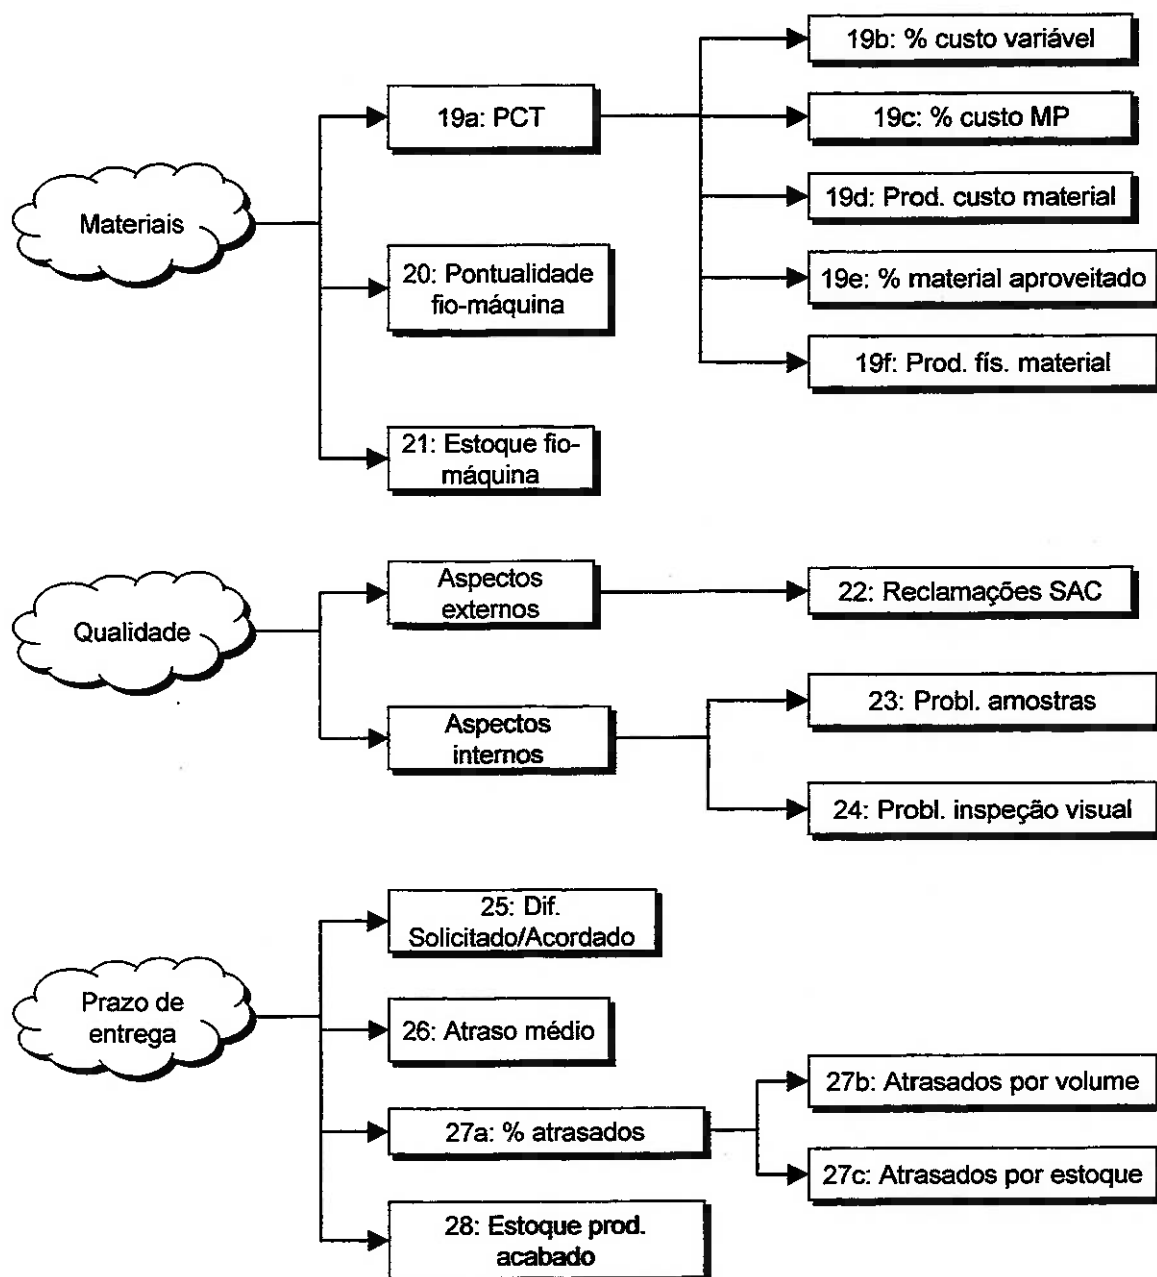 19b: % custo variável
19a: PCT
19c: % custo MP
Materiais
19d: Prod. custo material
20: Pontualidade
fio-máquina
19e: % material aproveitado
19f: Prod. fís. material
21: Estoque fio-
máquina
Aspectos
externos
22: Reclamações SAC
Qualidade
23: Probl. amostras
Aspectos
internos
24: Probl. inspeção visual
25: Dif.
Solicitado/Acordado
Prazo de
entrega
26: Atraso médio
27b: Atrasados por volume
27a: % atrasados
27c: Atrasados por estoque
28: Estoque prod.
acabado